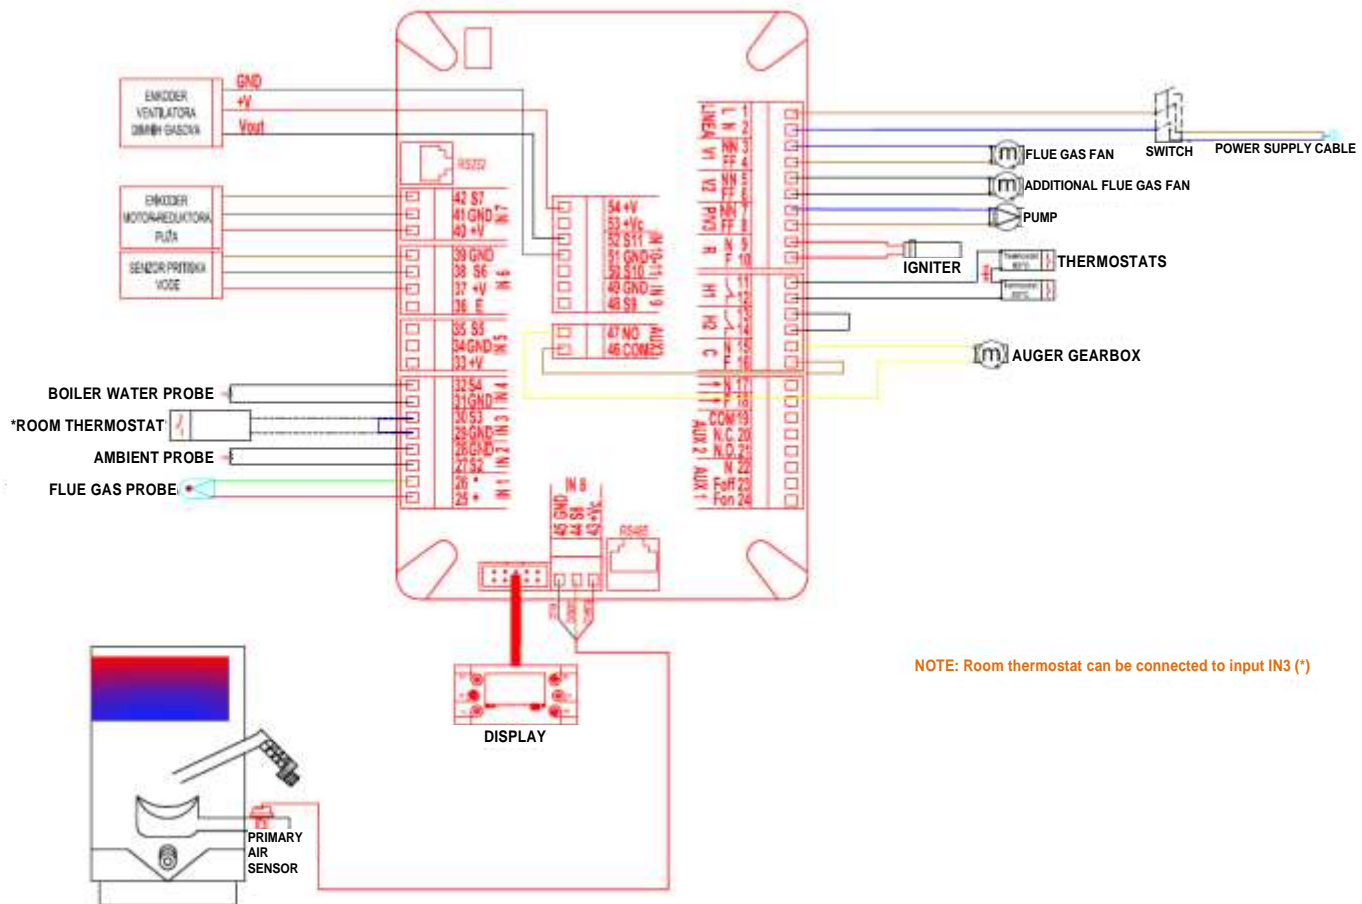 ENKODER
VENTILATORA
DIMNIH GASOVA
GND
+V
Vout
ENKODER
MOTOR-REDUKTORA
PUŽA
SENZOR PRITISKA
VODE
BOILER WATER PROBE
*ROOM THERMOSTAT
AMBIENT PROBE
FLUE GAS PROBE
RS232
42 S7
41 GND
40 +V
IN 7
39 GND
38 S6
37 +V
36 E
IN 6
35 S5
34 GND
33 +V
IN 5
32 S4
31 GND
IN 4
30 S3
29 GND
IN 3
28 GND
27 S2
IN 2
26 *
25 +
IN 1
54 +V
53 +Vc
52 S11
51 GND
50 S10
49 GND
48 S9
IN 10-11
IN 9
47 NO
46 COM
AUX3
IN 8
45 GND
44 S8
43 +Vc
RS485
LINEA
L 1
N 2
V1
NN 3
FF 4
V2
NN 5
FF 6
PV3
NN 7
FF 8
R
N 9
F 10
H1
11
12
H2
13
14
C
N 15
F 16
N 17
F 18
AUX 2
COM 19
N.C. 20
N.O. 21
AUX 1
N 22
Foff 23
Fon 24
SWITCH
POWER SUPPLY CABLE
m
FLUE GAS FAN
m
ADDITIONAL FLUE GAS FAN
PUMP
IGNITER
THERMOSTATS
m
AUGER GEARBOX
DISPLAY
PRIMARY
AIR
SENSOR
NOTE: Room thermostat can be connected to input IN3 (*)